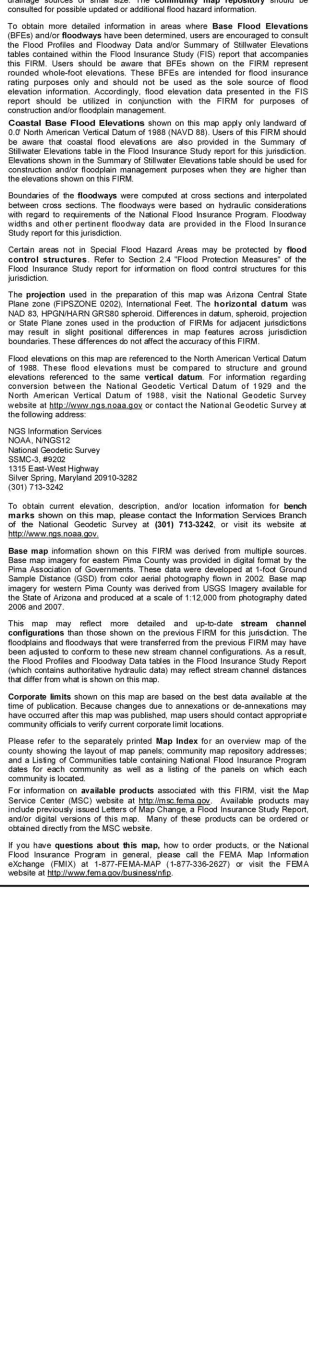 drainage sources of small size. The community map repository should be
consulted for possible updated or additional flood hazard information.
To obtain more detailed information in areas where Base Flood Elevations
(BFEs) and/or floodways have been determined, users are encouraged to consult
the Flood Profiles and Floodway Data and/or Summary of Stillwater Elevations
tables contained within the Flood Insurance Study (FIS) report that accompanies
this FIRM. Users should be aware that BFEs shown on the FIRM represent
rounded whole-foot elevations. These BFEs are intended for flood insurance
rating purposes only and should not be used as the sole source of flood
elevation information. Accordingly, flood elevation data presented in the FIS
report should be utilized in conjunction with the FIRM for purposes of
construction and/or floodplain management.
Coastal Base Flood Elevations shown on this map apply only landward of
0.0' North American Vertical Datum of 1988 (NAVD 88). Users of this FIRM should
be aware that coastal flood elevations are also provided in the Summary of
Stillwater Elevations table in the Flood Insurance Study report for this jurisdiction.
Elevations shown in the Summary of Stillwater Elevations table should be used for
construction and/or floodplain management purposes when they are higher than
the elevations shown on this FIRM.
Boundaries of the floodways were computed at cross sections and interpolated
between cross sections. The floodways were based on hydraulic considerations
with regard to requirements of the National Flood Insurance Program. Floodway
widths and other pertinent floodway data are provided in the Flood Insurance
Study report for this jurisdiction.
Certain areas not in Special Flood Hazard Areas may be protected by flood
control structures. Refer to Section 2.4 "Flood Protection Measures" of the
Flood Insurance Study report for information on flood control structures for this
jurisdiction.
The projection used in the preparation of this map was Arizona Central State
Plane zone (FIPSZONE 0202), International Feet. The horizontal datum was
NAD 83, HPGN/HARN GRS80 spheroid. Differences in datum, spheroid, projection
or State Plane zones used in the production of FIRMs for adjacent jurisdictions
may result in slight positional differences in map features across jurisdiction
boundaries. These differences do not affect the accuracy of this FIRM.
Flood elevations on this map are referenced to the North American Vertical Datum
of 1988. These flood elevations must be compared to structure and ground
elevations referenced to the same vertical datum. For information regarding
conversion between the National Geodetic Vertical Datum of 1929 and the
North American Vertical Datum of 1988, visit the National Geodetic Survey
website at http://www.ngs.noaa.gov or contact the National Geodetic Survey at
the following address:
NGS Information Services
NOAA, N/NGS12
National Geodetic Survey
SSMC-3, #9202
1315 East-West Highway
Silver Spring, Maryland 20910-3282
(301) 713-3242
To obtain current elevation, description, and/or location information for bench
marks shown on this map, please contact the Information Services Branch
of the National Geodetic Survey at (301) 713-3242, or visit its website at
http://www.ngs.noaa.gov.
Base map information shown on this FIRM was derived from multiple sources.
Base map imagery for eastern Pima County was provided in digital format by the
Pima Association of Governments. These data were developed at 1-foot Ground
Sample Distance (GSD) from color aerial photography flown in 2002. Base map
imagery for western Pima County was derived from USGS Imagery available for
the State of Arizona and produced at a scale of 1:12,000 from photography dated
2006 and 2007.
This map may reflect more detailed and up-to-date stream channel
configurations than those shown on the previous FIRM for this jurisdiction. The
floodplains and floodways that were transferred from the previous FIRM may have
been adjusted to conform to these new stream channel configurations. As a result,
the Flood Profiles and Floodway Data tables in the Flood Insurance Study Report
(which contains authoritative hydraulic data) may reflect stream channel distances
that differ from what is shown on this map.
Corporate limits shown on this map are based on the best data available at the
time of publication. Because changes due to annexations or de-annexations may
have occurred after this map was published, map users should contact appropriate
community officials to verify current corporate limit locations.
Please refer to the separately printed Map Index for an overview map of the
county showing the layout of map panels; community map repository addresses;
and a Listing of Communities table containing National Flood Insurance Program
dates for each community as well as a listing of the panels on which each
community is located.
For information on available products associated with this FIRM, visit the Map
Service Center (MSC) website at http://msc.fema.gov. Available products may
include previously issued Letters of Map Change, a Flood Insurance Study Report,
and/or digital versions of this map. Many of these products can be ordered or
obtained directly from the MSC website.
If you have questions about this map, how to order products, or the National
Flood Insurance Program in general, please call the FEMA Map Information
eXchange (FMIX) at 1-877-FEMA-MAP (1-877-336-2627) or visit the FEMA
website at http://www.fema.gov/business/nfip.